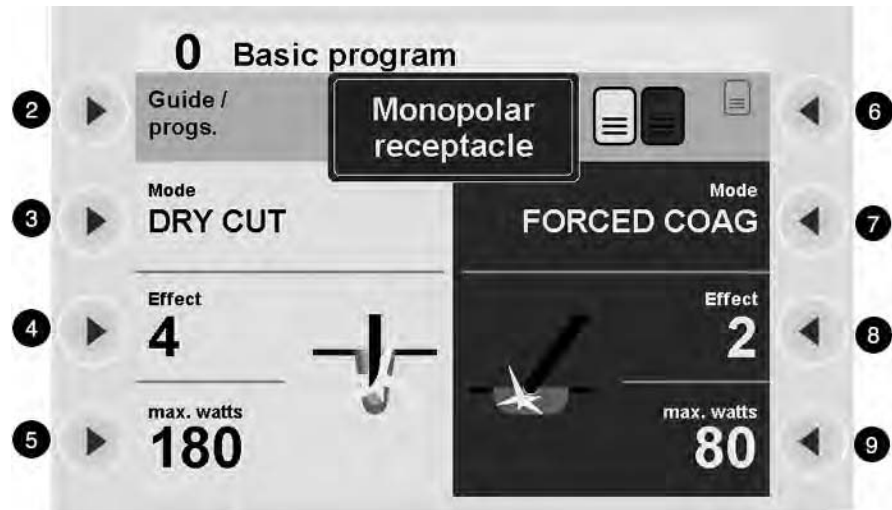 0 Basic program
2
Guide /
progs.
Monopolar
receptacle
6
3
Mode
DRY CUT
Mode
FORCED COAG
7
4
Effect
4
Effect
2
8
5
max. watts
180
max. watts
80
9